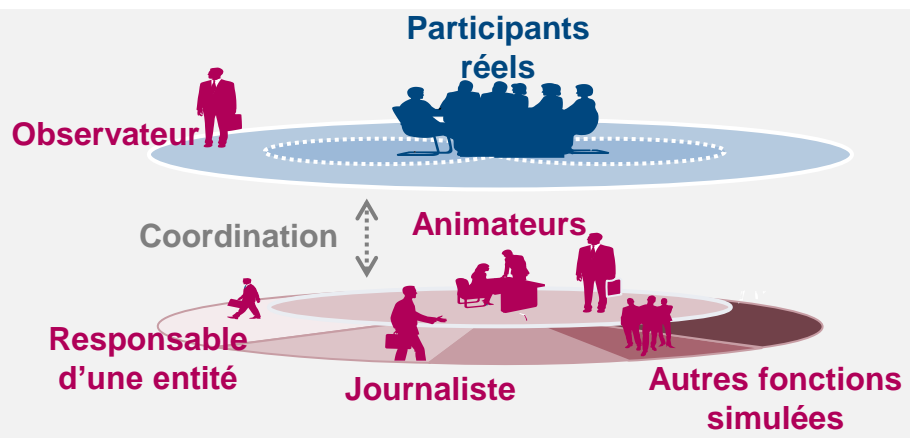 Participants
réels
Observateur
Coordination
Animateurs
Responsable
d’une entité
Journaliste
Autres fonctions
simulées